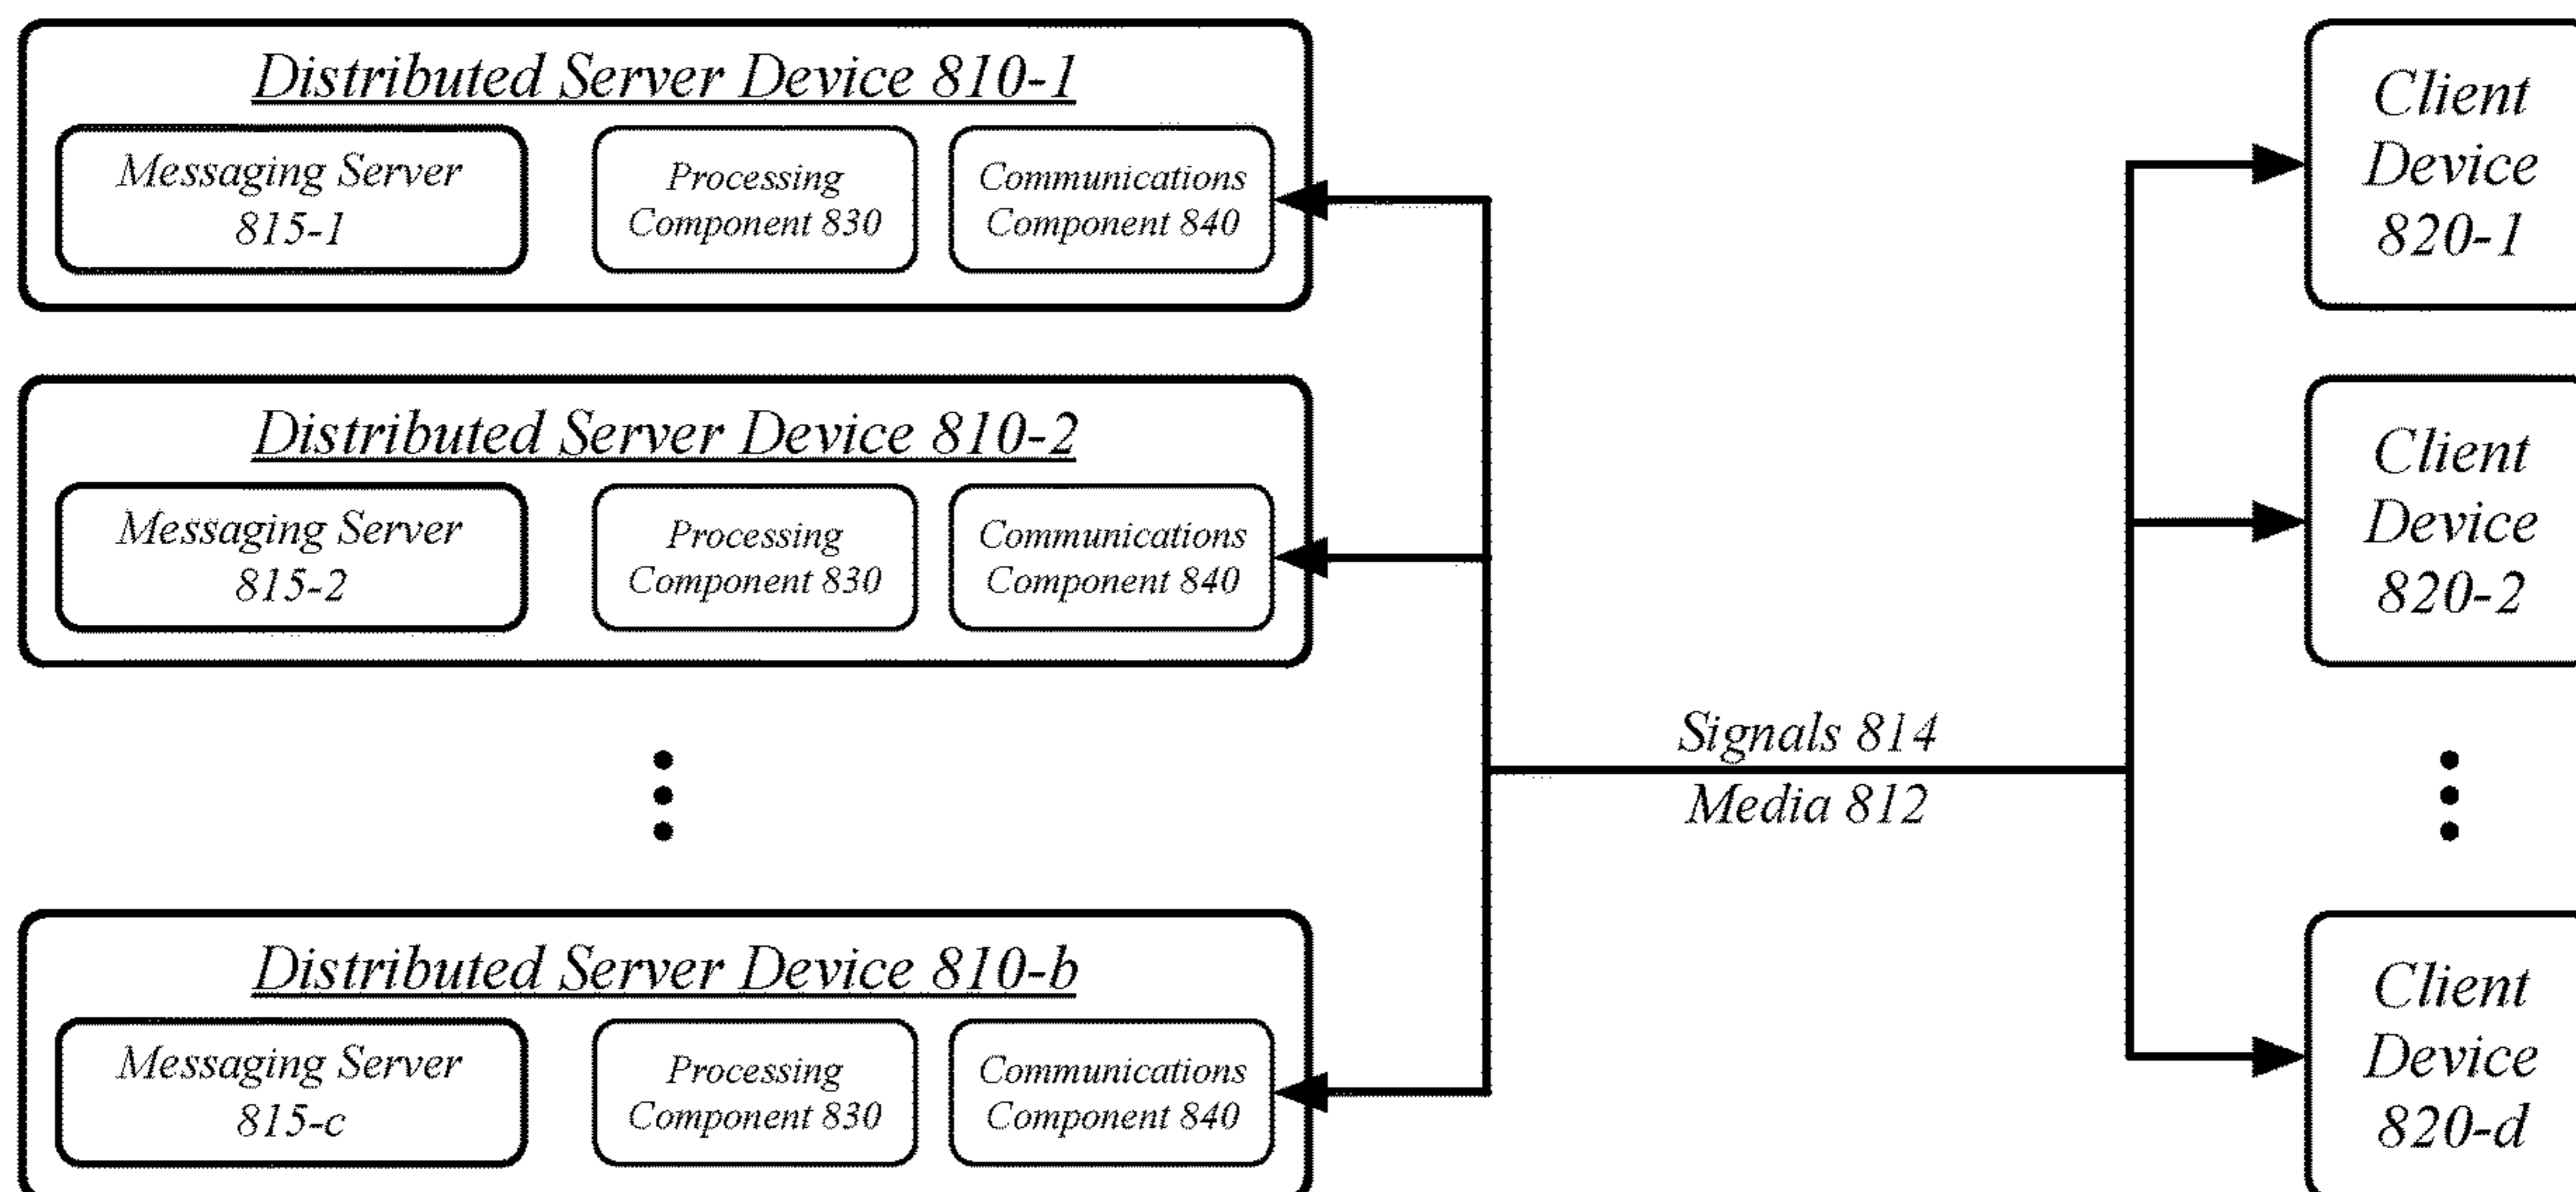 Distributed Server Device 810-1
Messaging Server
815-1
Processing
Component 830
Communications
Component 840
Client
Device
820-1
Distributed Server Device 810-2
Messaging Server
815-2
Processing
Component 830
Communications
Component 840
Client
Device
820-2
Signals 814
Media 812
Distributed Server Device 810-b
Messaging Server
815-c
Processing
Component 830
Communications
Component 840
Client
Device
820-d